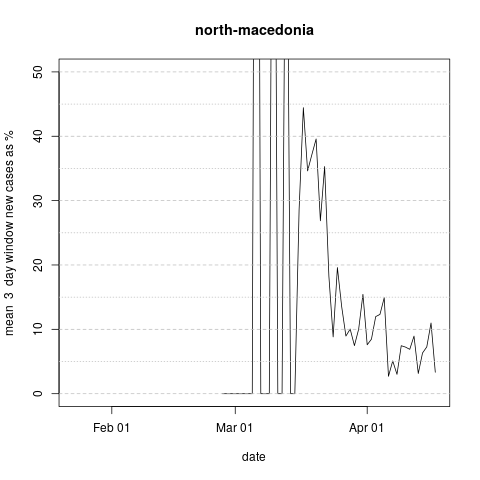 north-macedonia
50
40
30
20
10
0
mean 3 day window new cases as %
Feb 01
Mar 01
Apr 01
date